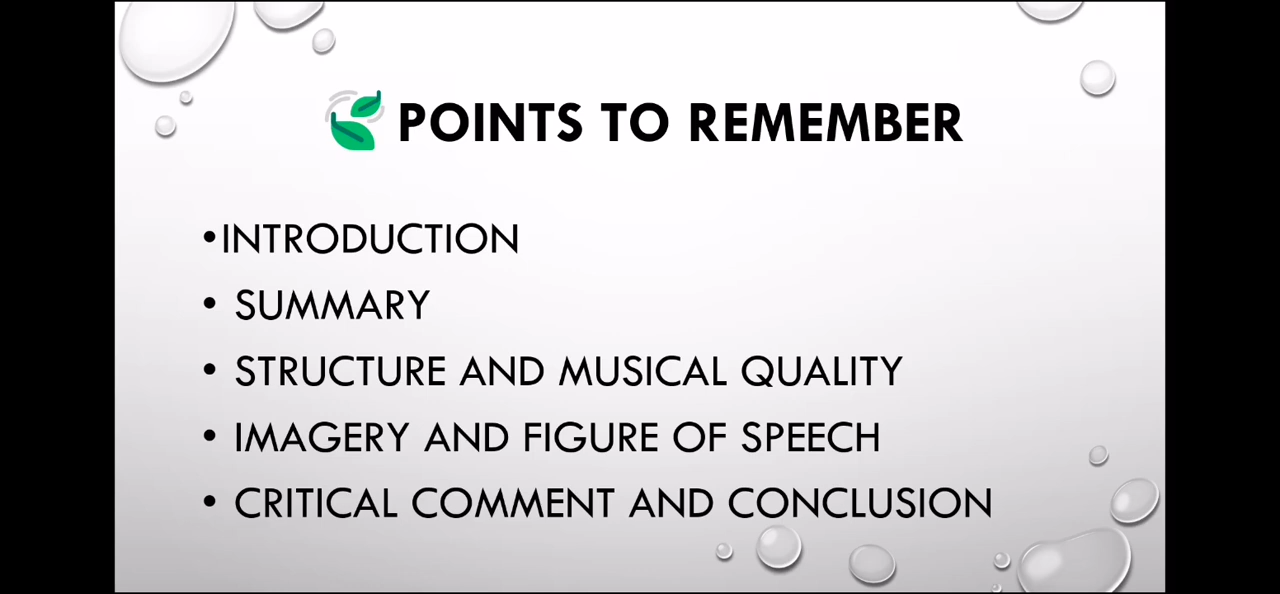 POINTS TO REMEMBER
•INTRODUCTION
• SUMMARY
• STRUCTURE AND MUSICAL QUALITY
• IMAGERY AND FIGURE OF SPEECH
• CRITICAL COMMENT AND CONCLUSION